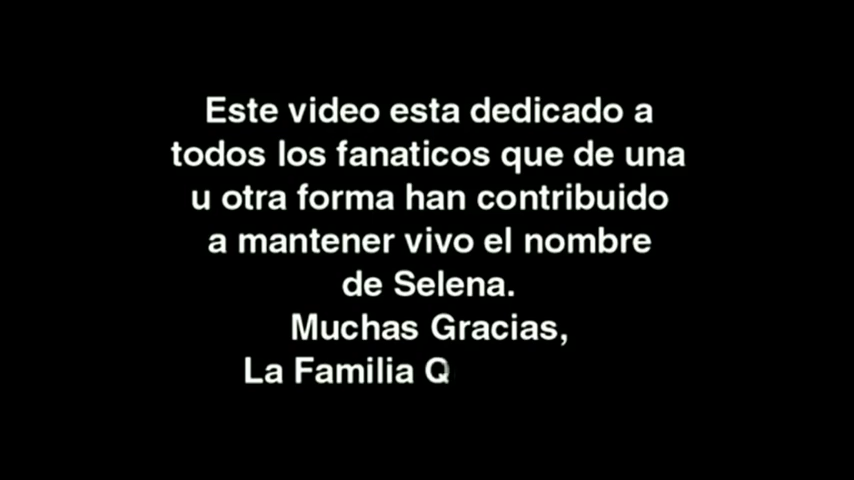 Este video esta dedicado a
todos los fanaticos que de una
u otra forma han contribuido
a mantener vivo el nombre
de Selena.
Muchas Gracias,
La Familia Q